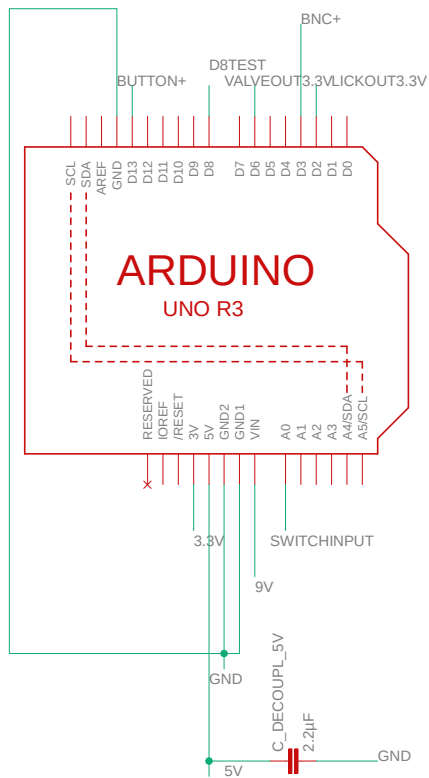 BNC+
D8TEST
BUTTON+
VALVEOUT3.3V
LICKOUT3.3V
SCL
SDA
AREF
GND
D13
D12
D11
D10
D9
D8
D7
D6
D5
D4
D3
D2
D1
D0
ARDUINO
UNO R3
RESERVED
IOREF
/RESET
3V
5V
GND2
GND1
VIN
A0
A1
A2
A3
A4/SDA
A5/SCL
3.3V
SWITCHINPUT
9V
GND
C_DECOUPL_5V
2.2µF
GND
5V